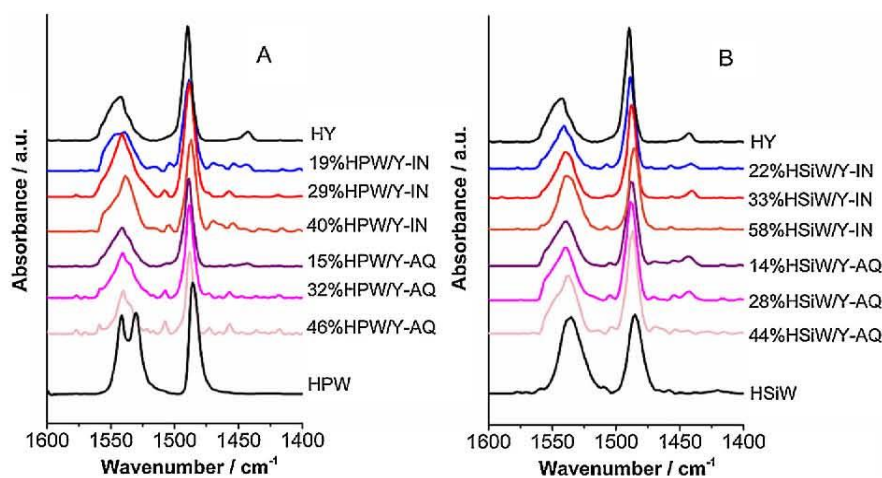 A
Absorbance / a.u.
HY
19%HPW/Y-IN
29%HPW/Y-IN
40%HPW/Y-IN
15%HPW/Y-AQ
32%HPW/Y-AQ
46%HPW/Y-AQ
HPW
1600 1550 1500 1450 1400
Wavenumber / cm-1
B
Absorbance / a.u.
HY
22%HSiW/Y-IN
33%HSiW/Y-IN
58%HSiW/Y-IN
14%HSiW/Y-AQ
28%HSiW/Y-AQ
44%HSiW/Y-AQ
HSiW
1600 1550 1500 1450 1400
Wavenumber / cm-1